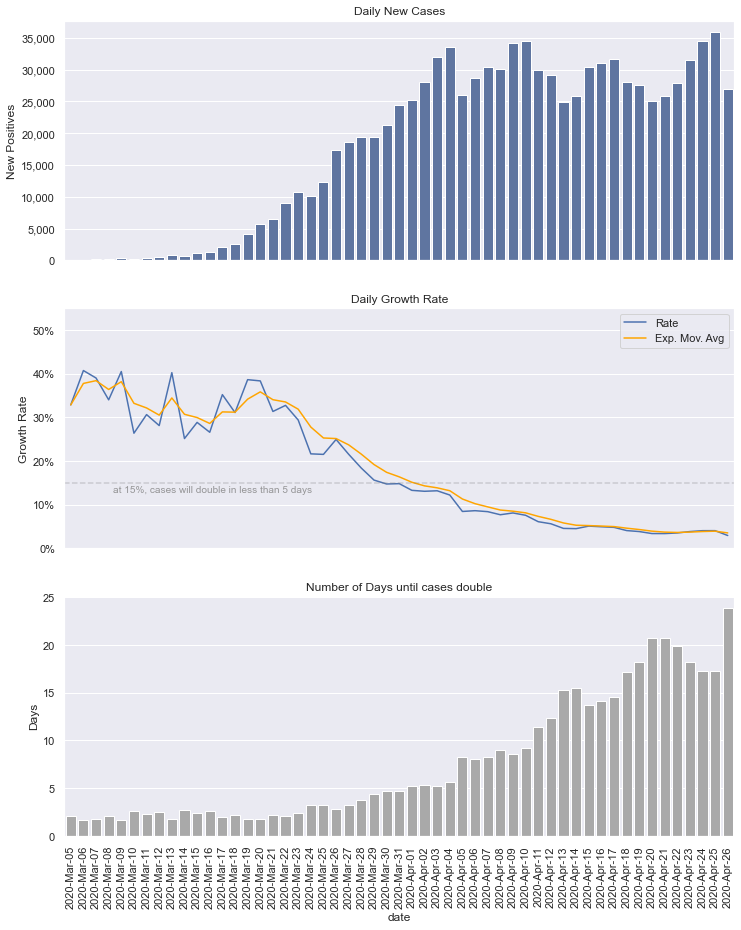 Daily New Cases
35,000
30,000
25,000
20,000
15,000
10,000
5,000
0
New Positives
Daily Growth Rate
50%
40%
30%
20%
10%
0%
Growth Rate
Rate
Exp. Mov. Avg
at 15%, cases will double in less than 5 days
Number of Days until cases double
25
20
15
10
5
0
Days
2020-Mar-05
2020-Mar-06
2020-Mar-07
2020-Mar-08
2020-Mar-09
2020-Mar-10
2020-Mar-11
2020-Mar-12
2020-Mar-13
2020-Mar-14
2020-Mar-15
2020-Mar-16
2020-Mar-17
2020-Mar-18
2020-Mar-19
2020-Mar-20
2020-Mar-21
2020-Mar-22
2020-Mar-23
2020-Mar-24
2020-Mar-25
2020-Mar-26
2020-Mar-27
2020-Mar-28
2020-Mar-29
2020-Mar-30
2020-Mar-31
2020-Apr-01
2020-Apr-02
2020-Apr-03
2020-Apr-04
2020-Apr-05
2020-Apr-06
2020-Apr-07
2020-Apr-08
2020-Apr-09
2020-Apr-10
2020-Apr-11
2020-Apr-12
2020-Apr-13
2020-Apr-14
2020-Apr-15
2020-Apr-16
2020-Apr-17
2020-Apr-18
2020-Apr-19
2020-Apr-20
2020-Apr-21
2020-Apr-22
2020-Apr-23
2020-Apr-24
2020-Apr-25
2020-Apr-26
date